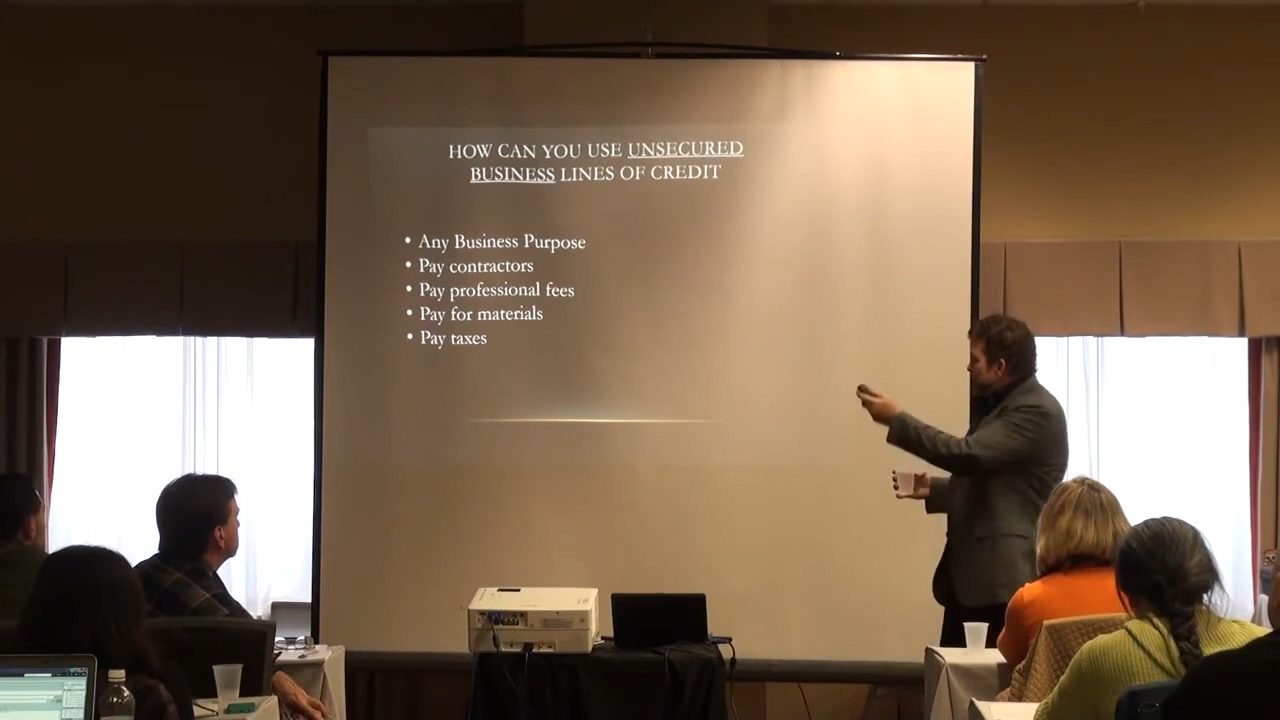 HOW CAN YOU USE UNSECURED
BUSINESS LINES OF CREDIT
• Any Business Purpose
• Pay contractors
• Pay professional fees
• Pay for materials
• Pay taxes